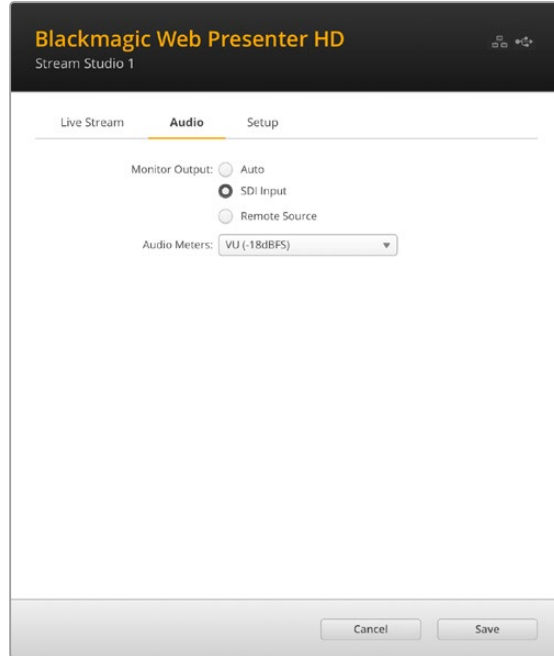 Blackmagic Web Presenter HD
Stream Studio 1
Live Stream Audio Setup
Monitor Output: Auto
SDI Input
Remote Source
Audio Meters: VU (-18dBFS)
Cancel Save